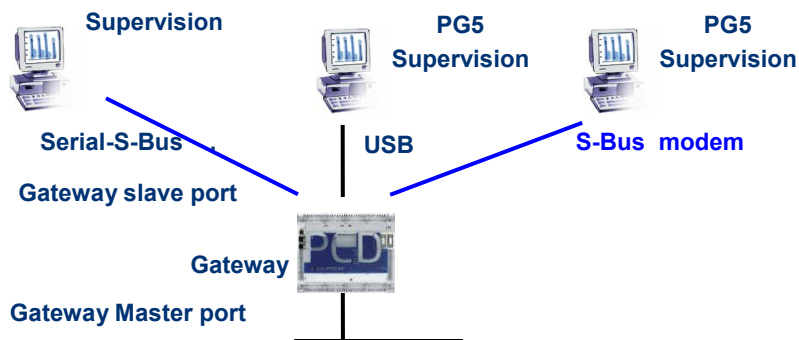 Supervision
PG5
Supervision
PG5
Supervision
Serial-S-Bus .
USB
S-Bus modem
Gateway slave port
PCD
Gateway
Gateway Master port